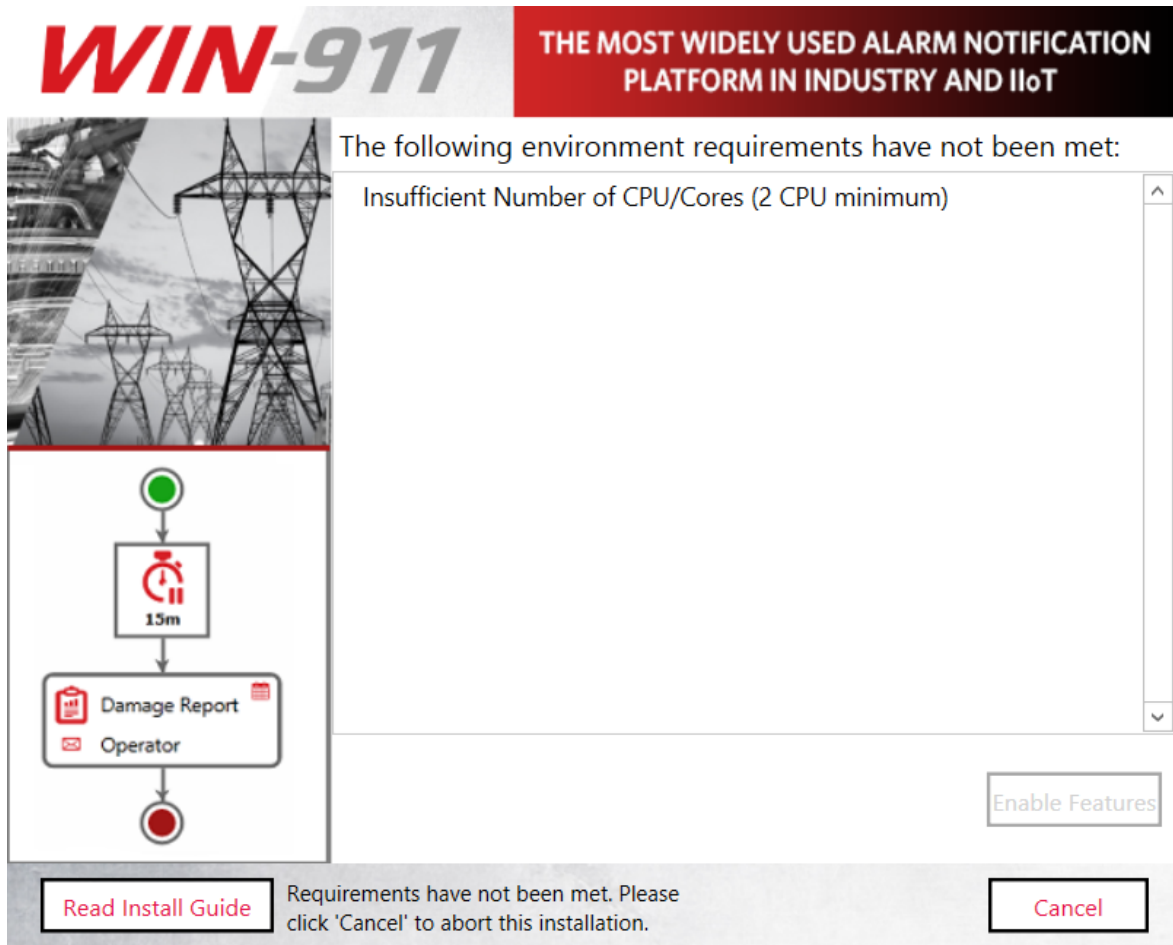 WIN-911
THE MOST WIDELY USED ALARM NOTIFICATION
PLATFORM IN INDUSTRY AND IIoT
The following environment requirements have not been met:
Insufficient Number of CPU/Cores (2 CPU minimum)
15m
Damage Report
Operator
Enable Features
Read Install Guide
Requirements have not been met. Please
click 'Cancel' to abort this installation.
Cancel